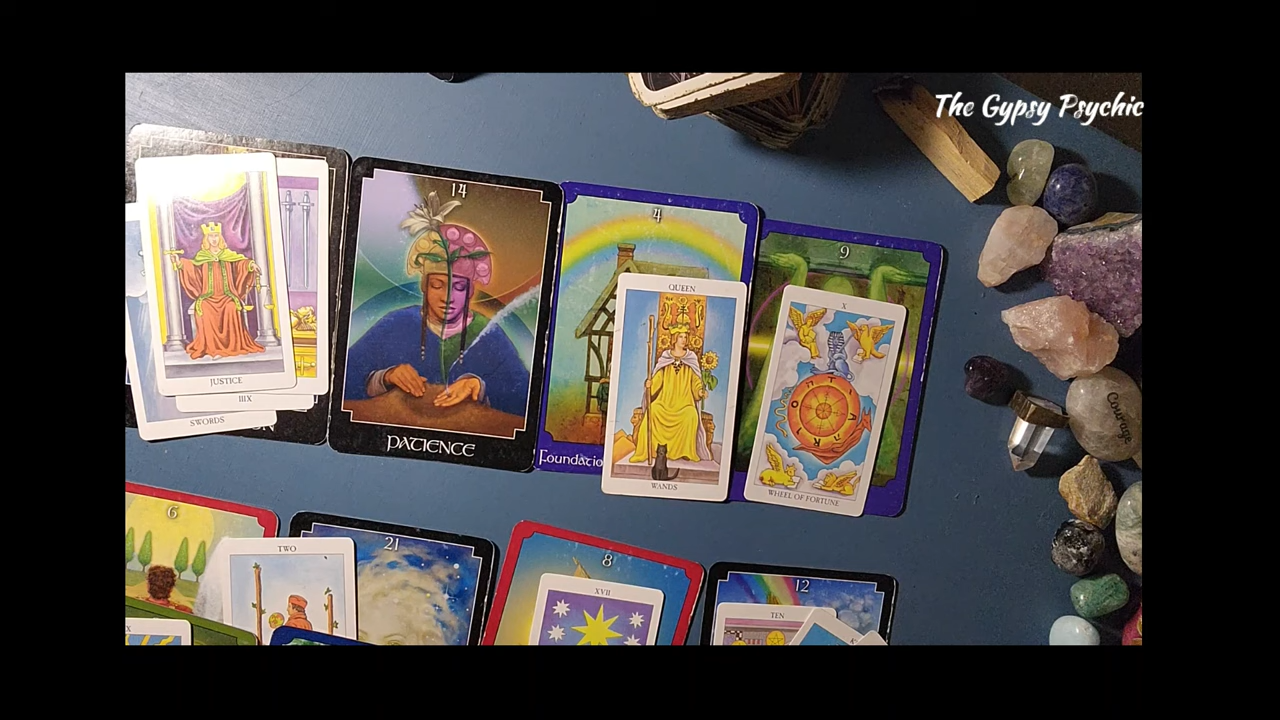 The Gypsy Psychic
14
4
9
QUEEN
X
JUSTICE
IIIX
SWORDS
PATIENCE
Foundatio
WANDS
WHEEL OF FORTUNE
Courage
6
TWO
21
8
XVII
12
TEN
X